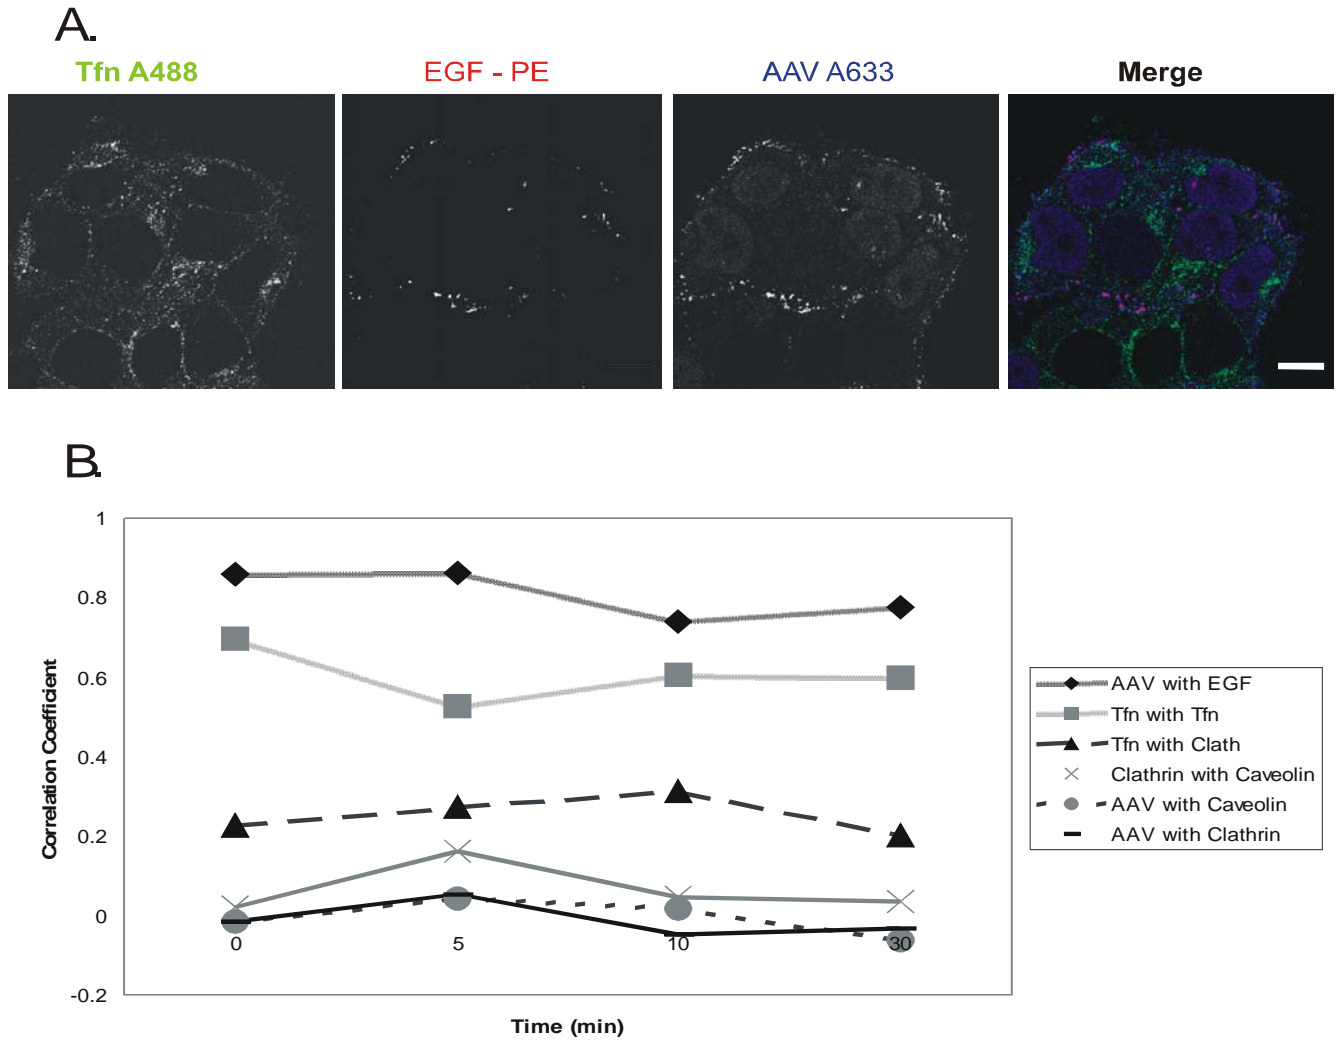 A.
Tfn A488
EGF - PE
AAV A633
Merge
B.
Correlation Coefficient
1
0.8
0.6
0.4
0.2
0
-0.2
0
5
10
30
Time (min)
AAV with EGF
Tfn with Tfn
Tfn with Clath
Clathrin with Caveolin
AAV with Caveolin
AAV with Clathrin